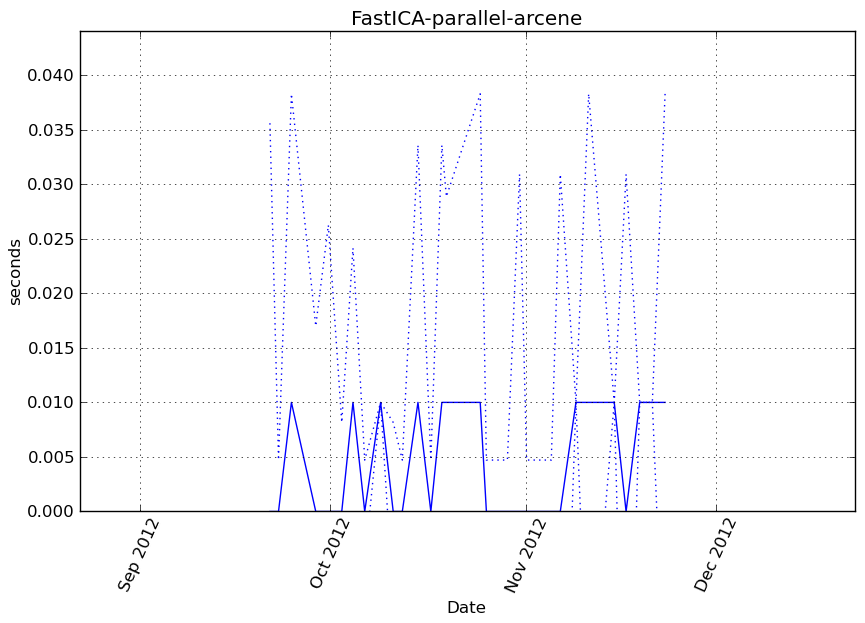 FastICA-parallel-arcene
0.040
0.035
0.030
0.025
0.020
0.015
0.010
0.005
0.000
seconds
Sep 2012
Oct 2012
Nov 2012
Dec 2012
Date